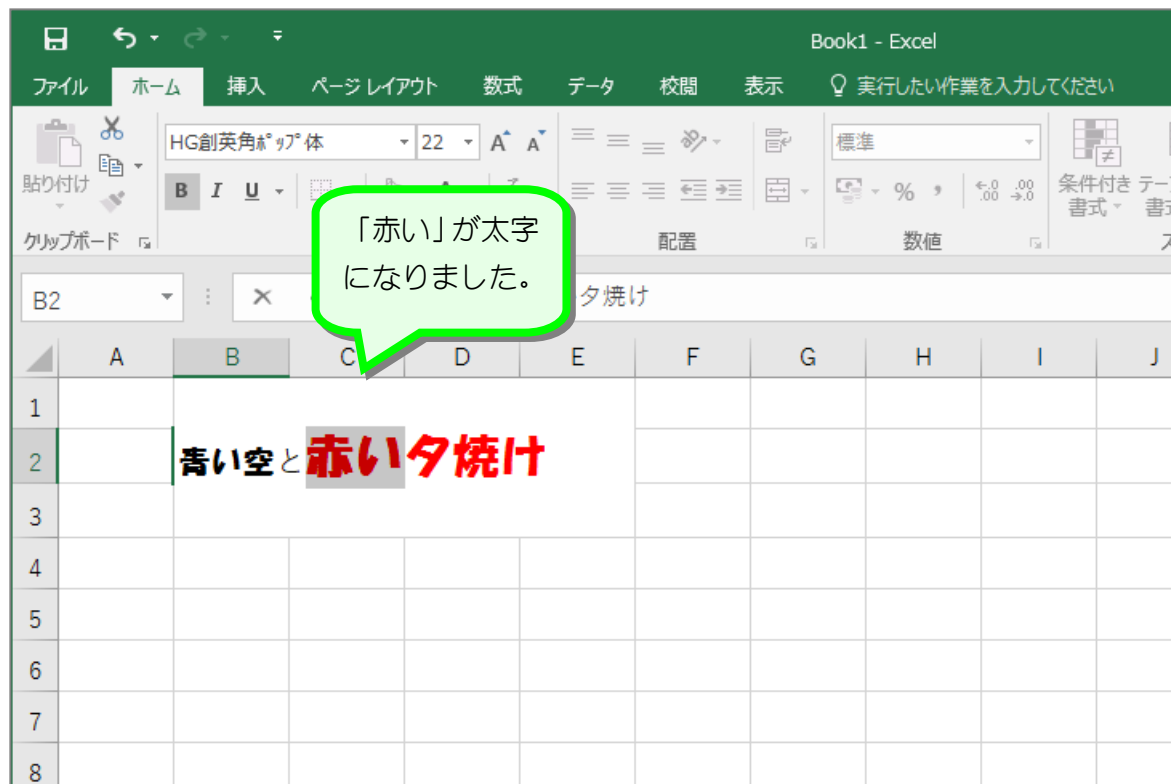 Book1 - Excel
ファイル ホーム 挿入 ページ レイアウト 数式 データ 校閲 表示 実行したい作業を入力してください
HG創英角ﾎﾟｯﾌﾟ体 22 A A 標準
貼り付け B I U % 条件付き
書式
クリップボード 配置 数値
「赤い」が太字
になりました。
B2 夕焼け
A B C D E F G H I J
1
2 青い空と赤い夕焼け
3
4
5
6
7
8